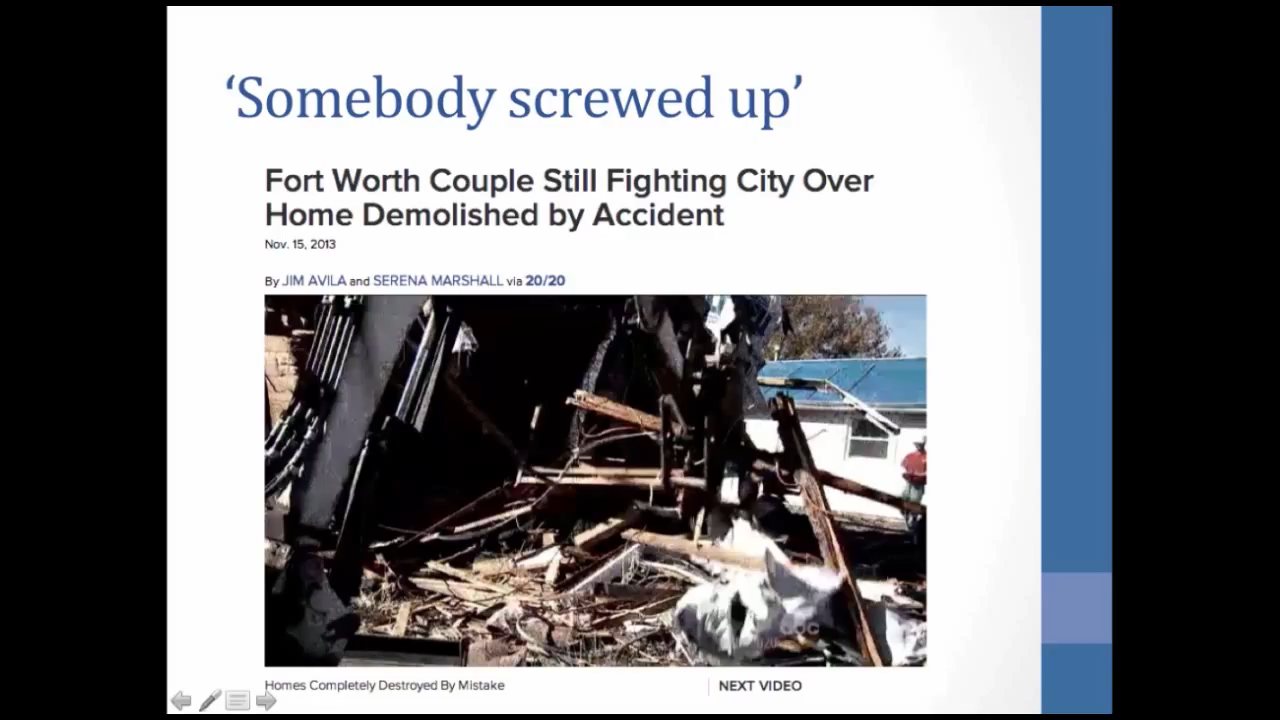 ‘Somebody screwed up’
Fort Worth Couple Still Fighting City Over
Home Demolished by Accident
Nov. 15, 2013
By JIM AVILA and SERENA MARSHALL via 20/20
abc
Homes Completely Destroyed By Mistake
NEXT VIDEO